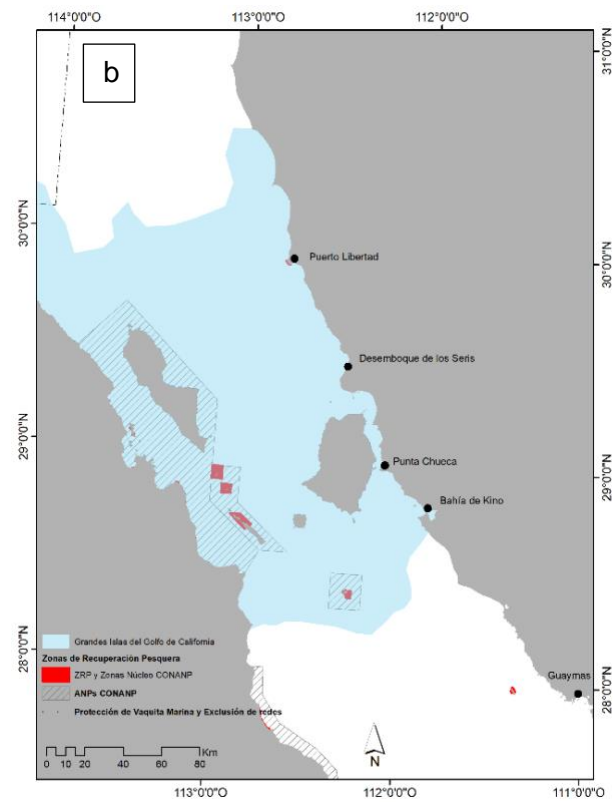 114°0'0"O 113°0'0"O 112°0'0"O
b
31°0'0"N
30°0'0"N
30°0'0"N
Puerto Libertad
Desemboque de los Seris
29°0'0"N
29°0'0"N
Punta Chueca
Bahía de Kino
28°0'0"N
28°0'0"N
Guaymas
Grandes Islas del Golfo de California
Zonas de Recuperación Pesquera
ZRP y Zonas Núcleo CONANP
ANPs CONANP
Protección de Vaquita Marina y Exclusión de redes
Km
0 10 20 40 60 80
N
113°0'0"O 112°0'0"O 111°0'0"O